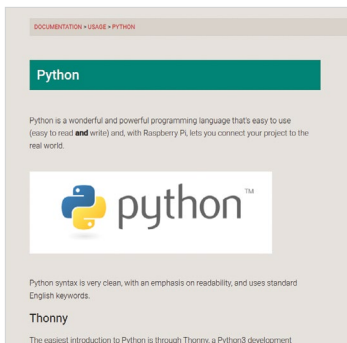 DOCUMENTATION > USAGE > PYTHON
Python
Python is a wonderful and powerful programming language that's easy to use
(easy to read and write) and, with Raspberry Pi, lets you connect your project to the
real world.
python™
Python syntax is very clean, with an emphasis on readability, and uses standard
English keywords.
Thonny
The easiest introduction to Python is through Thonny, a Python3 development